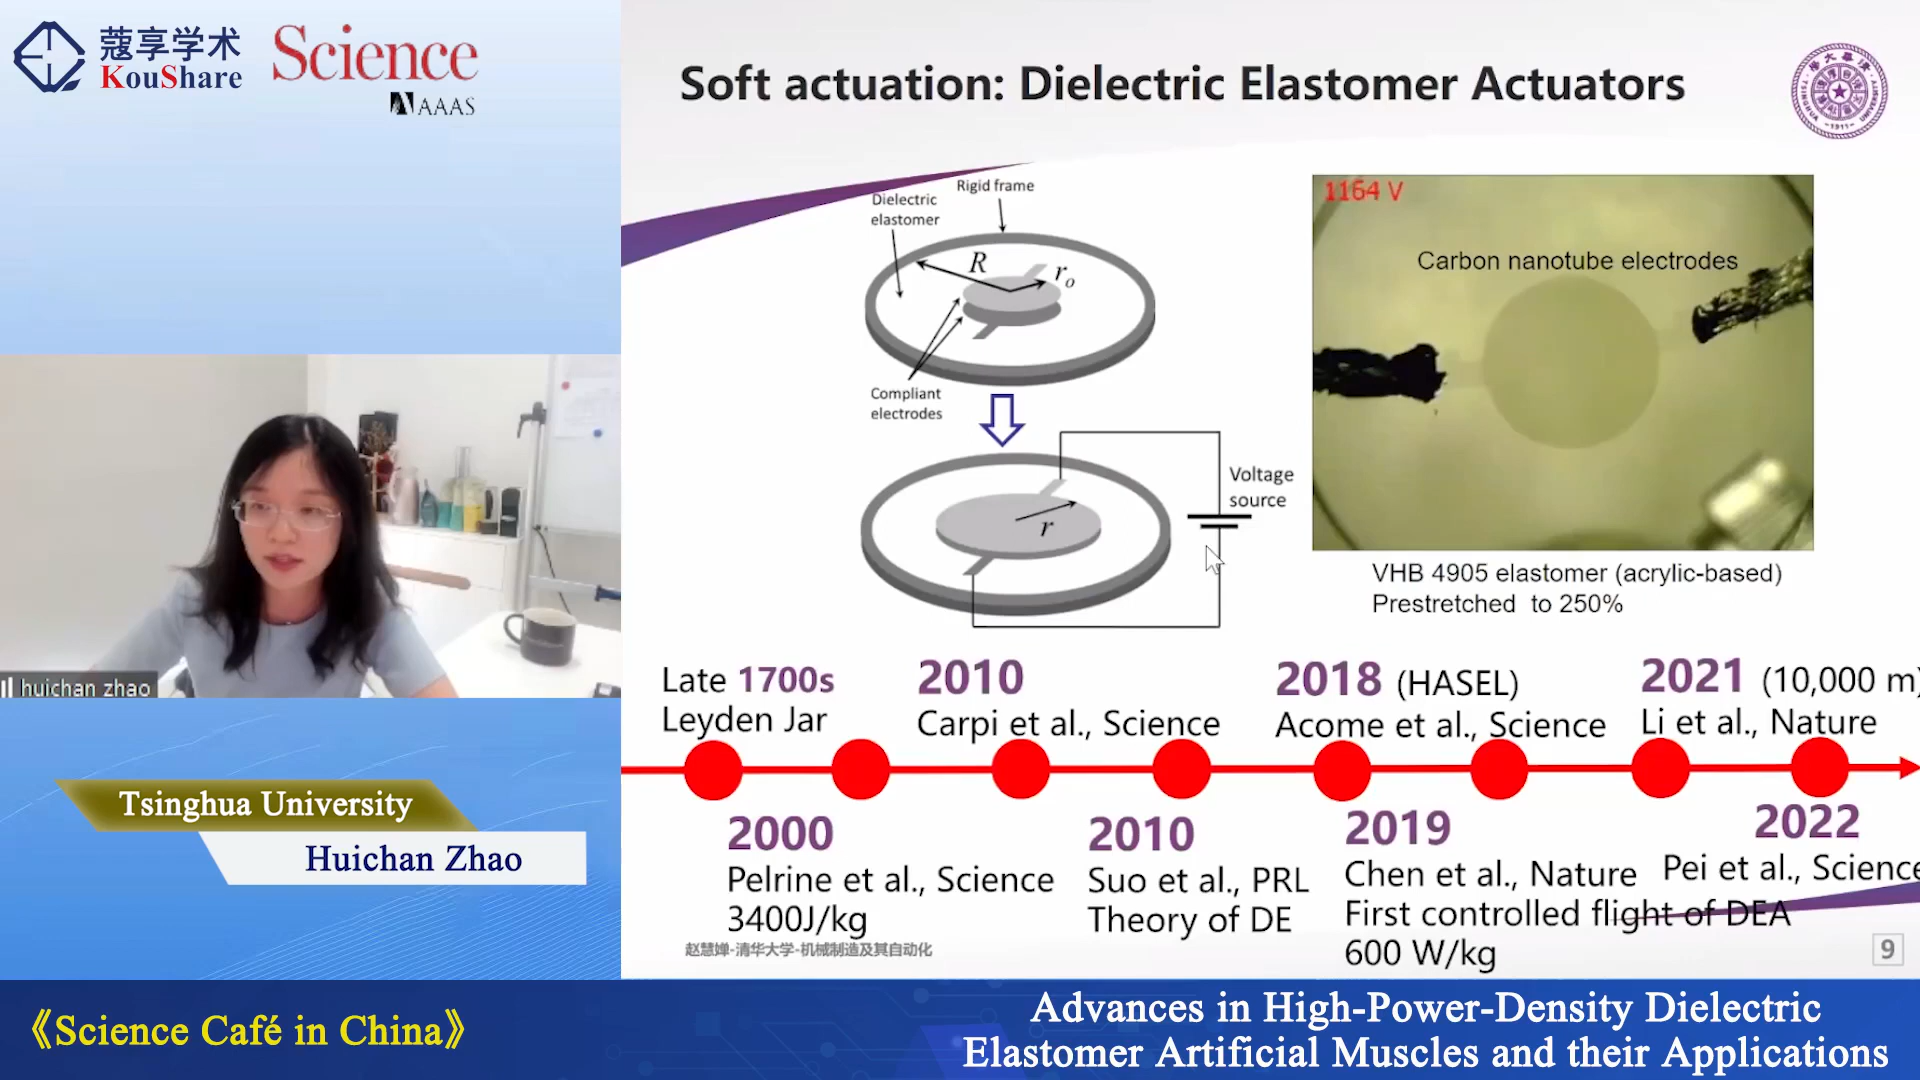 蔻享学术
KouShare
Science
AAAS
Soft actuation: Dielectric Elastomer Actuators
Rigid frame
Dielectric
elastomer
R
r_o
Compliant
electrodes
Voltage
source
r
1164 V
Carbon nanotube electrodes
VHB 4905 elastomer (acrylic-based)
Prestretched to 250%
huichan zhao
Late 1700s
Leyden Jar
2010
Carpi et al., Science
2018 (HASEL)
Acome et al., Science
2021 (10,000 m)
Li et al., Nature
2000
Pelrine et al., Science
3400J/kg
2010
Suo et al., PRL
Theory of DE
2019
Chen et al., Nature
First controlled flight of DEA
600 W/kg
2022
Pei et al., Science
赵慧婵-清华大学-机械制造及其自动化
9
Tsinghua University
Huichan Zhao
《Science Café in China》
Advances in High-Power-Density Dielectric
Elastomer Artificial Muscles and their Applications